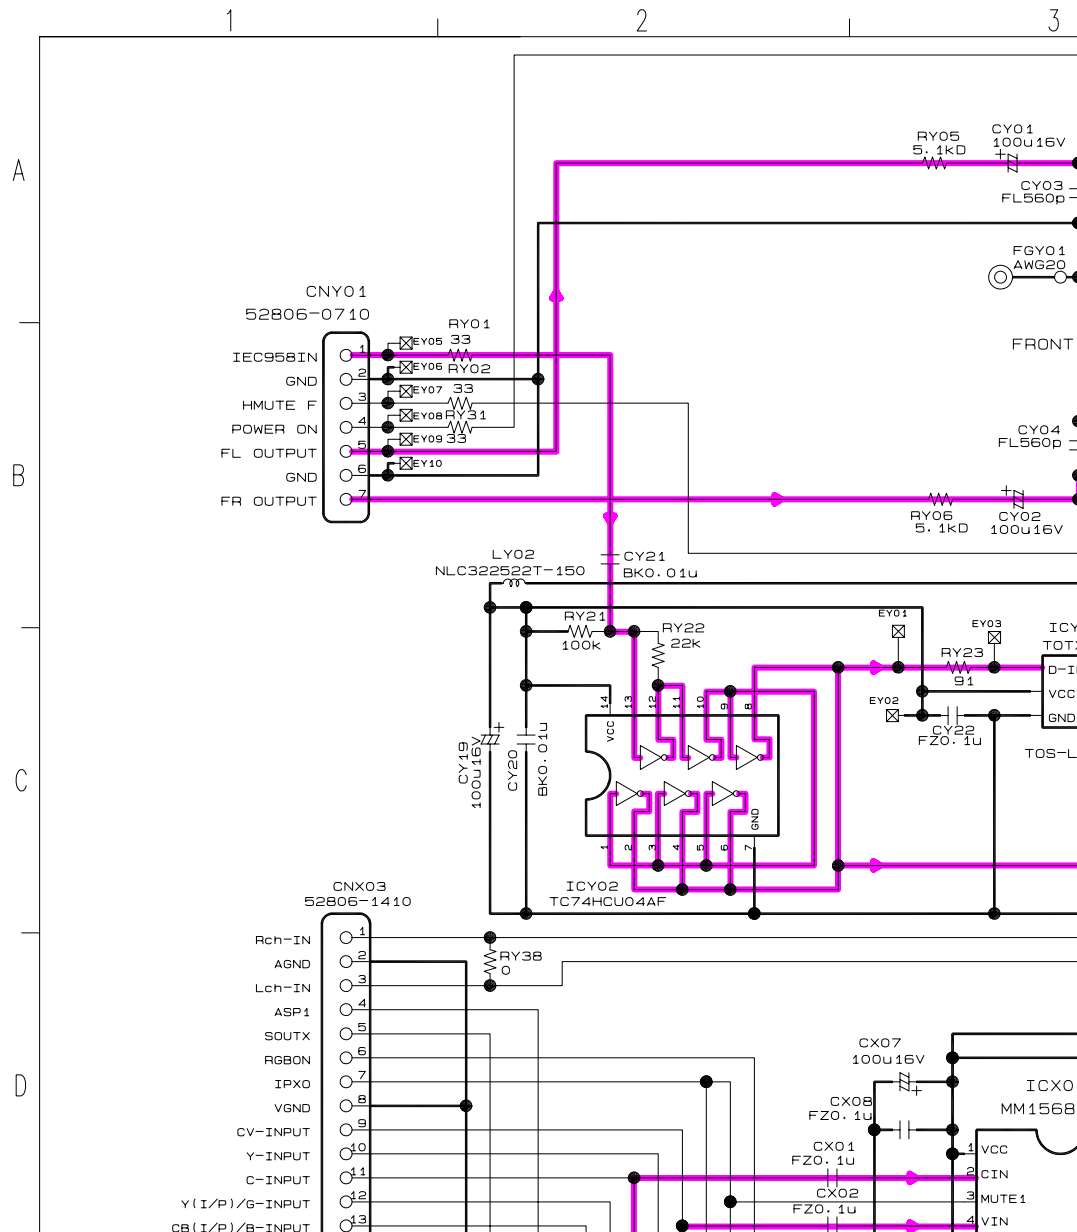 1 2 3
A
RY05
5.1kD
CY01
+ 100u16V
CY03
FL560p
FGY01
AWG20
CNY01
52806-0710
FRONT
IEC958IN 1 EY05 RY01 33
GND 2 EY06 RY02
HMUTE F 3 EY07 33
POWER ON 4 EY08 RY31
FL OUTPUT 5 EY09 33
GND 6 EY10
FR OUTPUT 7
B
CY04
FL560p
RY06
5.1kD
+ CY02
100u16V
LY02
NLC322522T-150
CY21
BK0.01u
RY21
100k
RY22
22k
EY01
EY03
ICY
TOTX
RY23
91
D-IN
VCC
GND
EY02
CY22
FZ0.1u
TOS-L
14 13 12 11 10 9 8
VCC
CY19
100u16V
+
CY20
BK0.01u
C
GND
1 2 3 4 5 6 7
ICY02
TC74HCU04AF
CNX03
52806-1410
Rch-IN 1
AGND 2
Lch-IN 3
RY38
0
ASP1 4
SOUTX 5
RGBON 6
IPX0 7
VGND 8
CV-INPUT 9
Y-INPUT 10
C-INPUT 11
Y(I/P)/G-INPUT 12
CB(I/P)/B-INPUT 13
D
CX07
100u16V
+
CX08
FZ0.1u
CX01
FZ0.1u
CX02
FZ0.1u
ICX0
MM1568
1 VCC
2 CIN
3 MUTE1
4 VIN